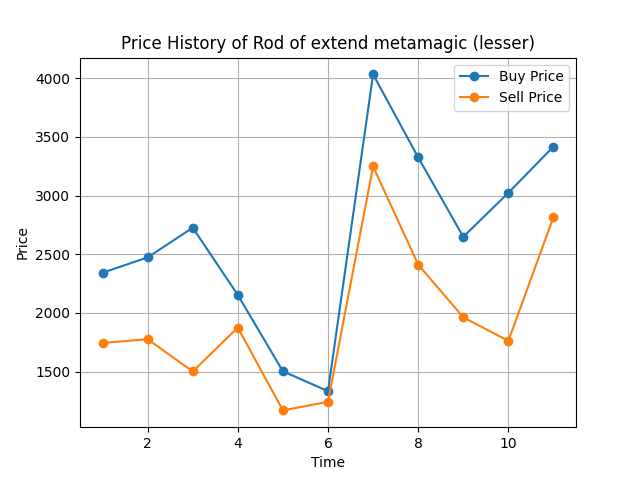 Price History of Rod of extend metamagic (lesser)
Buy Price
Sell Price
Price
4000
3500
3000
2500
2000
1500
2 4 6 8 10
Time